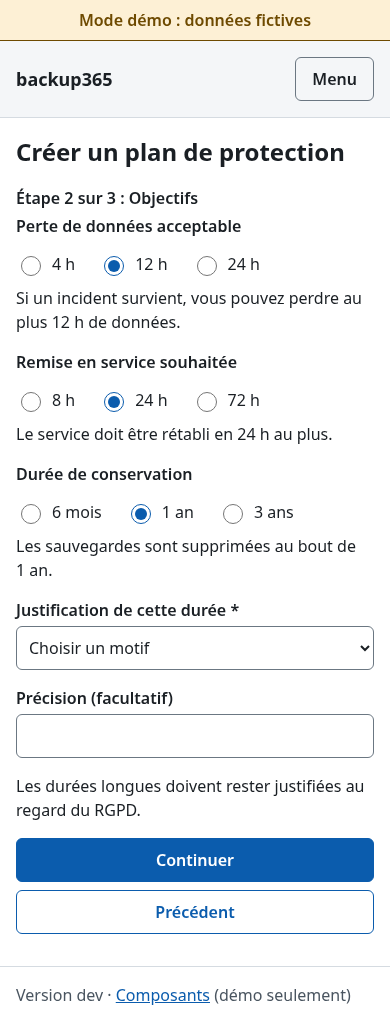 Mode démo : données fictives
backup365
Menu
Créer un plan de protection
Étape 2 sur 3 : Objectifs
Perte de données acceptable
4 h
12 h
24 h
Si un incident survient, vous pouvez perdre au
plus 12 h de données.
Remise en service souhaitée
8 h
24 h
72 h
Le service doit être rétabli en 24 h au plus.
Durée de conservation
6 mois
1 an
3 ans
Les sauvegardes sont supprimées au bout de
1 an.
Justification de cette durée *
Choisir un motif
Précision (facultatif)
Les durées longues doivent rester justifiées au
regard du RGPD.
Continuer
Précédent
Version dev · Composants (démo seulement)